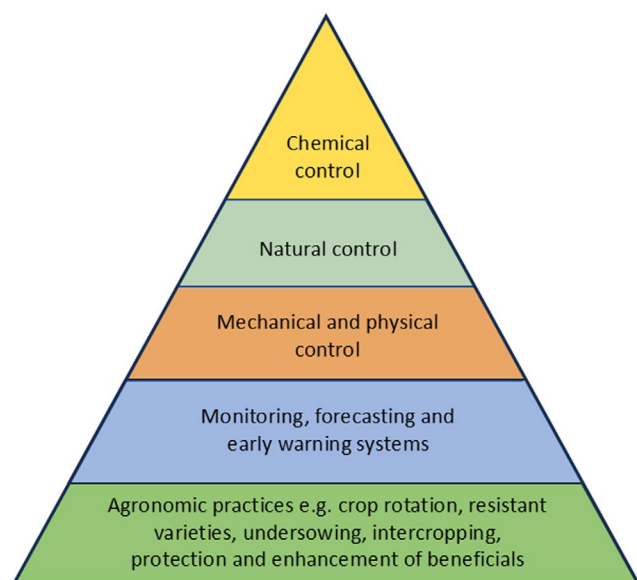 Chemical
control
Natural control
Mechanical and physical
control
Monitoring, forecasting and
early warning systems
Agronomic practices e.g. crop rotation, resistant
varieties, undersowing, intercropping,
protection and enhancement of beneficials